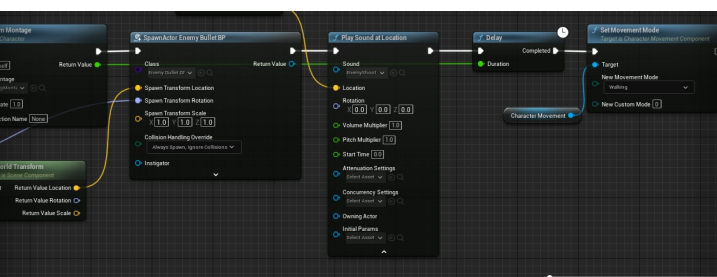 m Montage
Character
Return Value
self
ontage
ate 1.0
ction Name None
orld Transform
is Scene Component
Return Value Location
Return Value Rotation
Return Value Scale
SpawnActor Enemy Bullet BP
Class
Enemy Bullet BP
Return Value
Spawn Transform Location
Spawn Transform Rotation
Spawn Transform Scale
X 1.0 Y 1.0 Z 1.0
Collision Handling Override
Always Spawn, Ignore Collisions
Instigator
Play Sound at Location
Sound
EnemyShoot
Location
Rotation
X 0.0 Y 0.0 Z 0.0
Volume Multiplier 1.0
Pitch Multiplier 1.0
Start Time 0.0
Attenuation Settings
Select Asset
Concurrency Settings
Select Asset
Owning Actor
Initial Params
Select Asset
Delay
Completed
Duration
Character Movement
Set Movement Mode
Target is Character Movement Component
Target
New Movement Mode
Walking
New Custom Mode 0